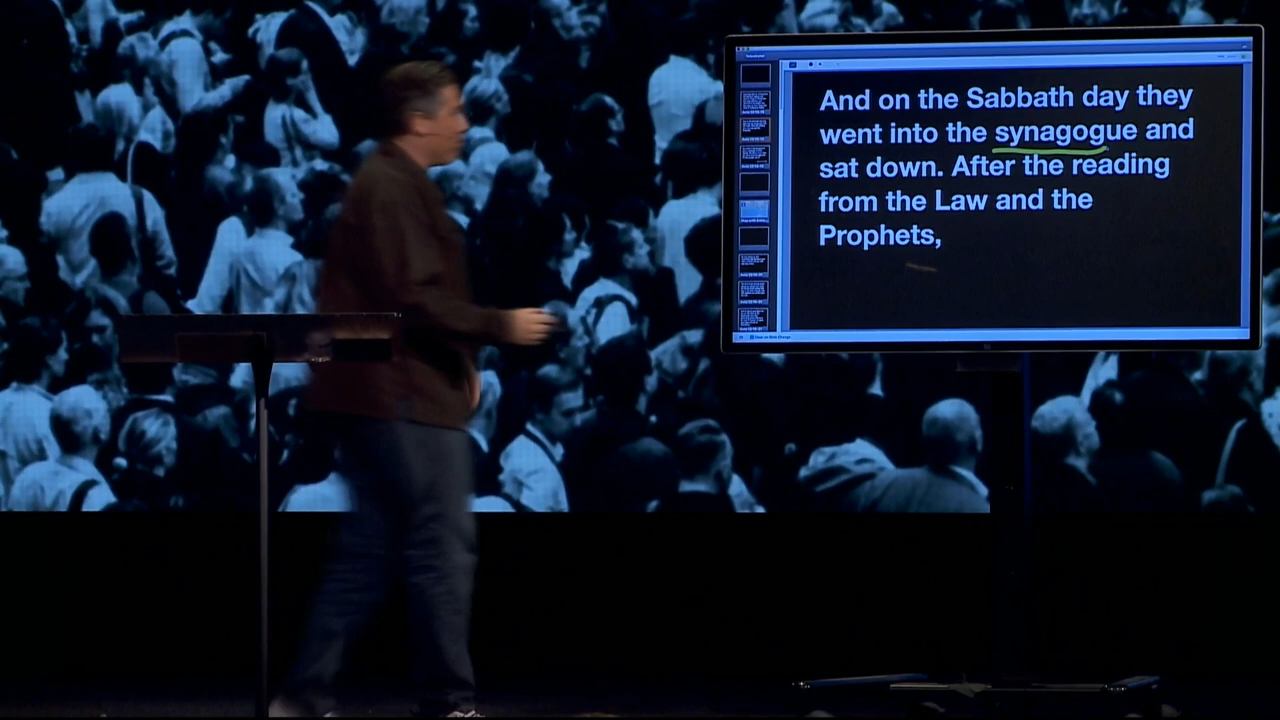 And on the Sabbath day they
went into the synagogue and
sat down. After the reading
from the Law and the
Prophets,